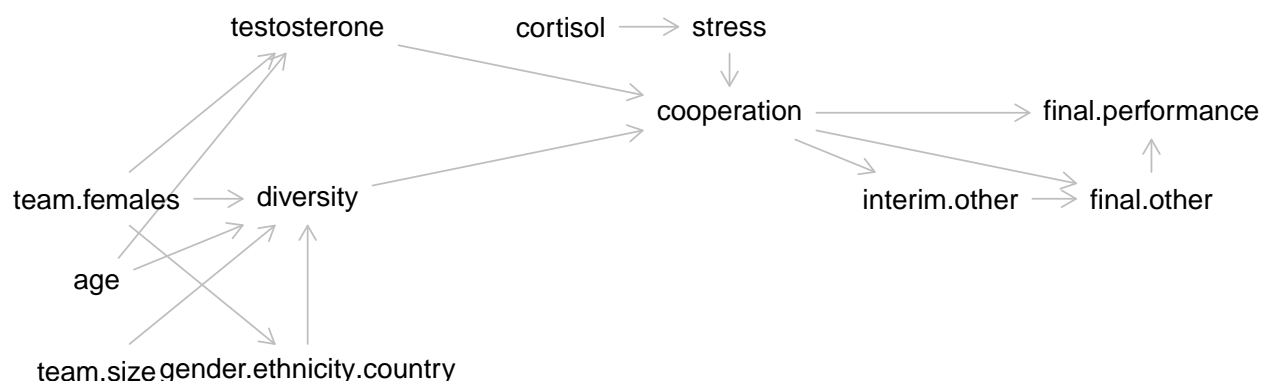 testosterone cortisol stress
cooperation final.performance
team.females diversity interim.other final.other
age
team.size gender.ethnicity.country